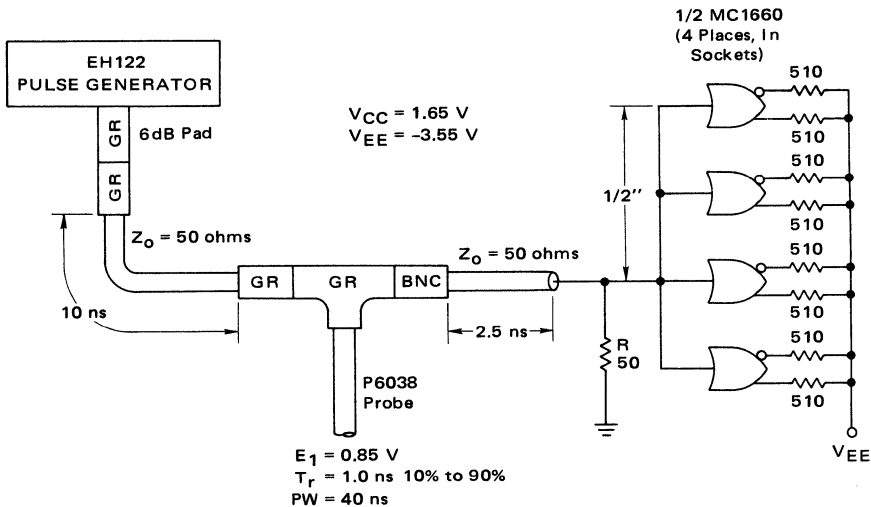 1/2 MC1660
(4 Places, In
Sockets)
EH122
PULSE GENERATOR
GR
6dB Pad
GR
VCC = 1.65 V
VEE = –3.55 V
510
510
510
510
510
510
510
510
1/2"
Zo = 50 ohms
Zo = 50 ohms
GR
GR
BNC
10 ns
2.5 ns
R
50
P6038
Probe
VEE
E1 = 0.85 V
Tr = 1.0 ns 10% to 90%
PW = 40 ns